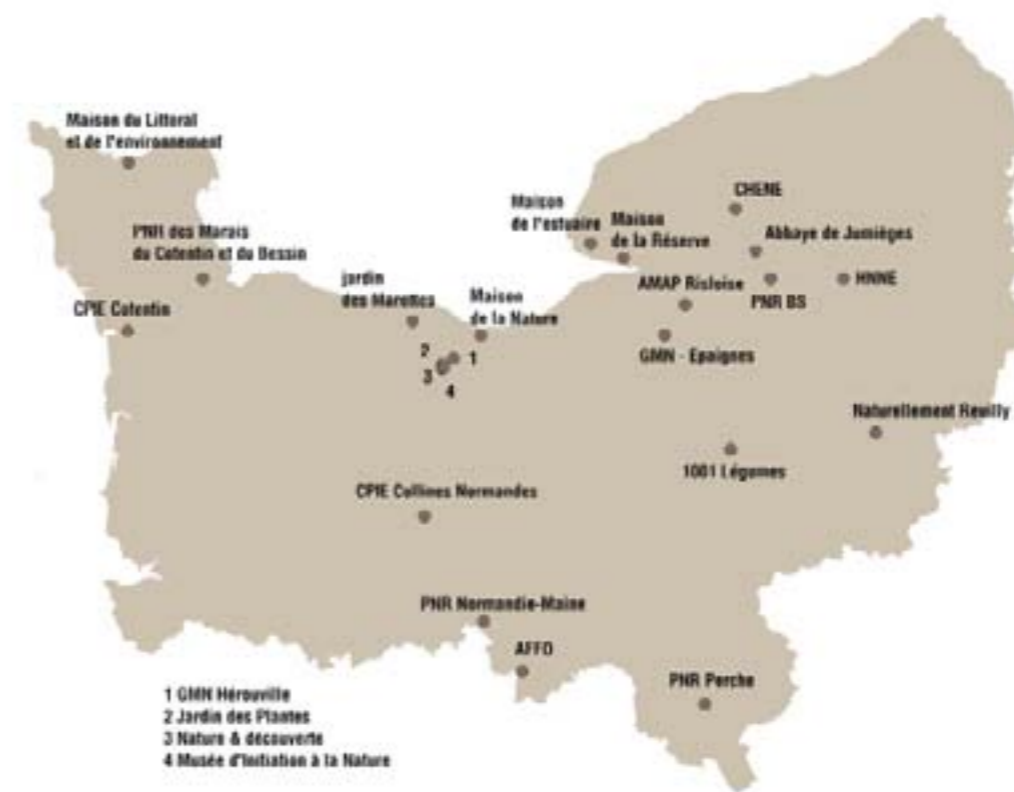 Maison du Littoral
et de l'environnement
PNR des Marais
du Cotentin et du Bessin
CPIE Cotentin
jardin
des Marettes
Maison
de la Nature
1
2
3
4
Maison
de l'estuaire
Maison
de la Réserve
CHENE
Abbaye de Jumièges
AMAP Risloise
PNR BS
HNNE
GMN - Epaignes
Naturellement Reuilly
1001 Légumes
CPIE Collines Normandes
PNR Normandie-Maine
AFFO
PNR Perche
1 GMN Hérouville
2 Jardin des Plantes
3 Nature & découverte
4 Musée d'Initiation à la Nature